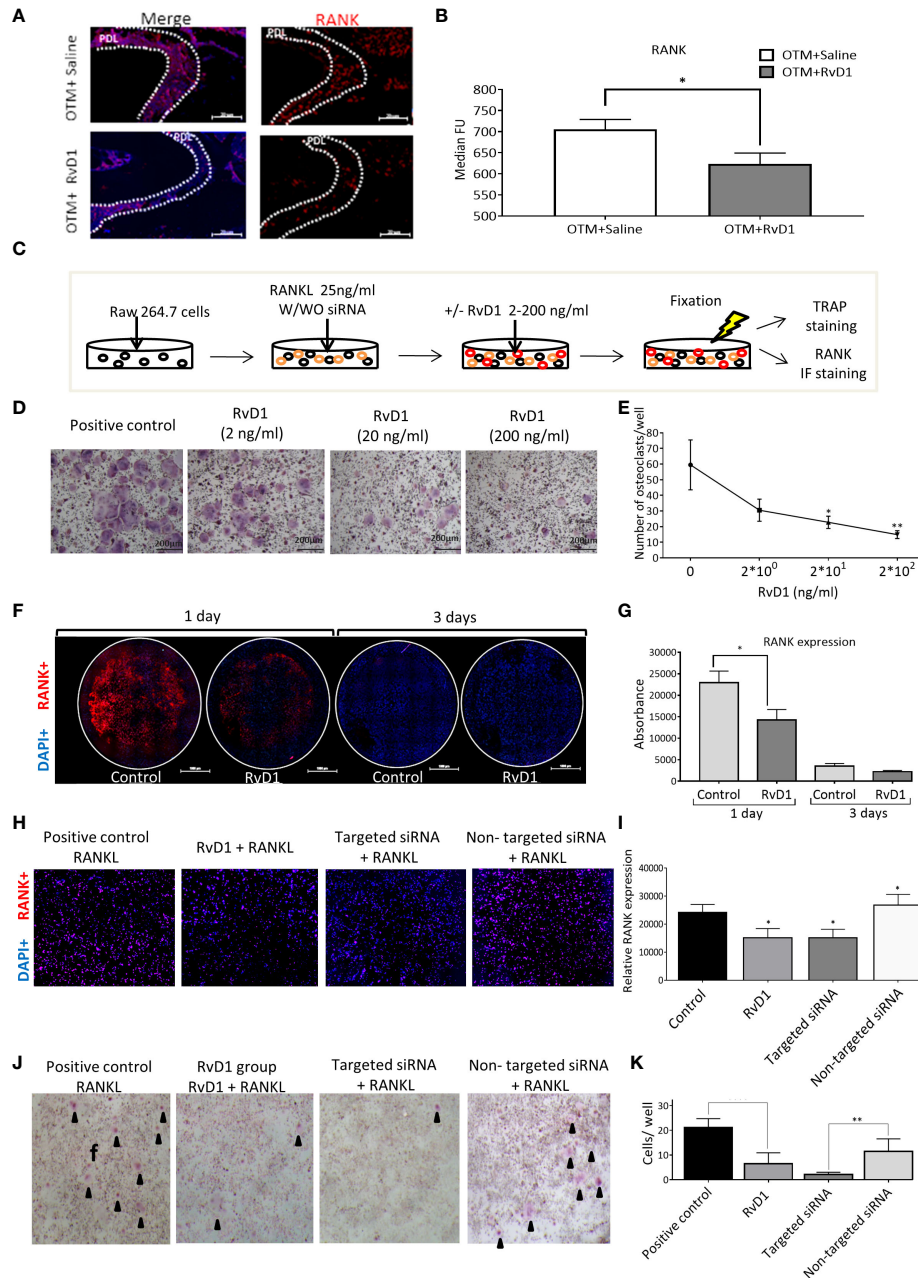 A
Merge
RANK
OTM+ Saline
PDL
OTM+ RvD1
PDL
PDL
B
RANK
OTM+Saline
OTM+RvD1
*
Median FU
800
750
700
650
600
550
500
OTM+Saline
OTM+RvD1
C
Raw 264.7 cells
RANKL 25ng/ml
W/WO siRNA
+/- RvD1 2-200 ng/ml
Fixation
TRAP
staining
RANK
IF staining
D
Positive control
RvD1
(2 ng/ml)
RvD1
(20 ng/ml)
RvD1
(200 ng/ml)
200μm
200μm
200μm
200μm
E
Number of osteoclasts/well
80
70
60
50
40
30
20
10
0
*
**
0
2*10⁰
2*10¹
2*10²
RvD1 (ng/ml)
F
1 day
3 days
DAPI+ RANK+
Control
RvD1
Control
RvD1
G
RANK expression
*
Absorbance
30000
25000
20000
15000
10000
5000
0
Control
RvD1
Control
RvD1
1 day
3 days
H
Positive control
RANKL
RvD1 + RANKL
Targeted siRNA
+ RANKL
Non- targeted siRNA
+ RANKL
DAPI+ RANK+
I
Relative RANK expression
40000
30000
20000
10000
0
*
*
*
Control
RvD1
Targeted siRNA
Non-targeted siRNA
J
Positive control
RANKL
RvD1 group
RvD1 + RANKL
Targeted siRNA
+ RANKL
Non- targeted siRNA
+ RANKL
f
K
Cells/ well
30
20
10
0
**
Positive control
RvD1
Targeted siRNA
Non-targeted siRNA